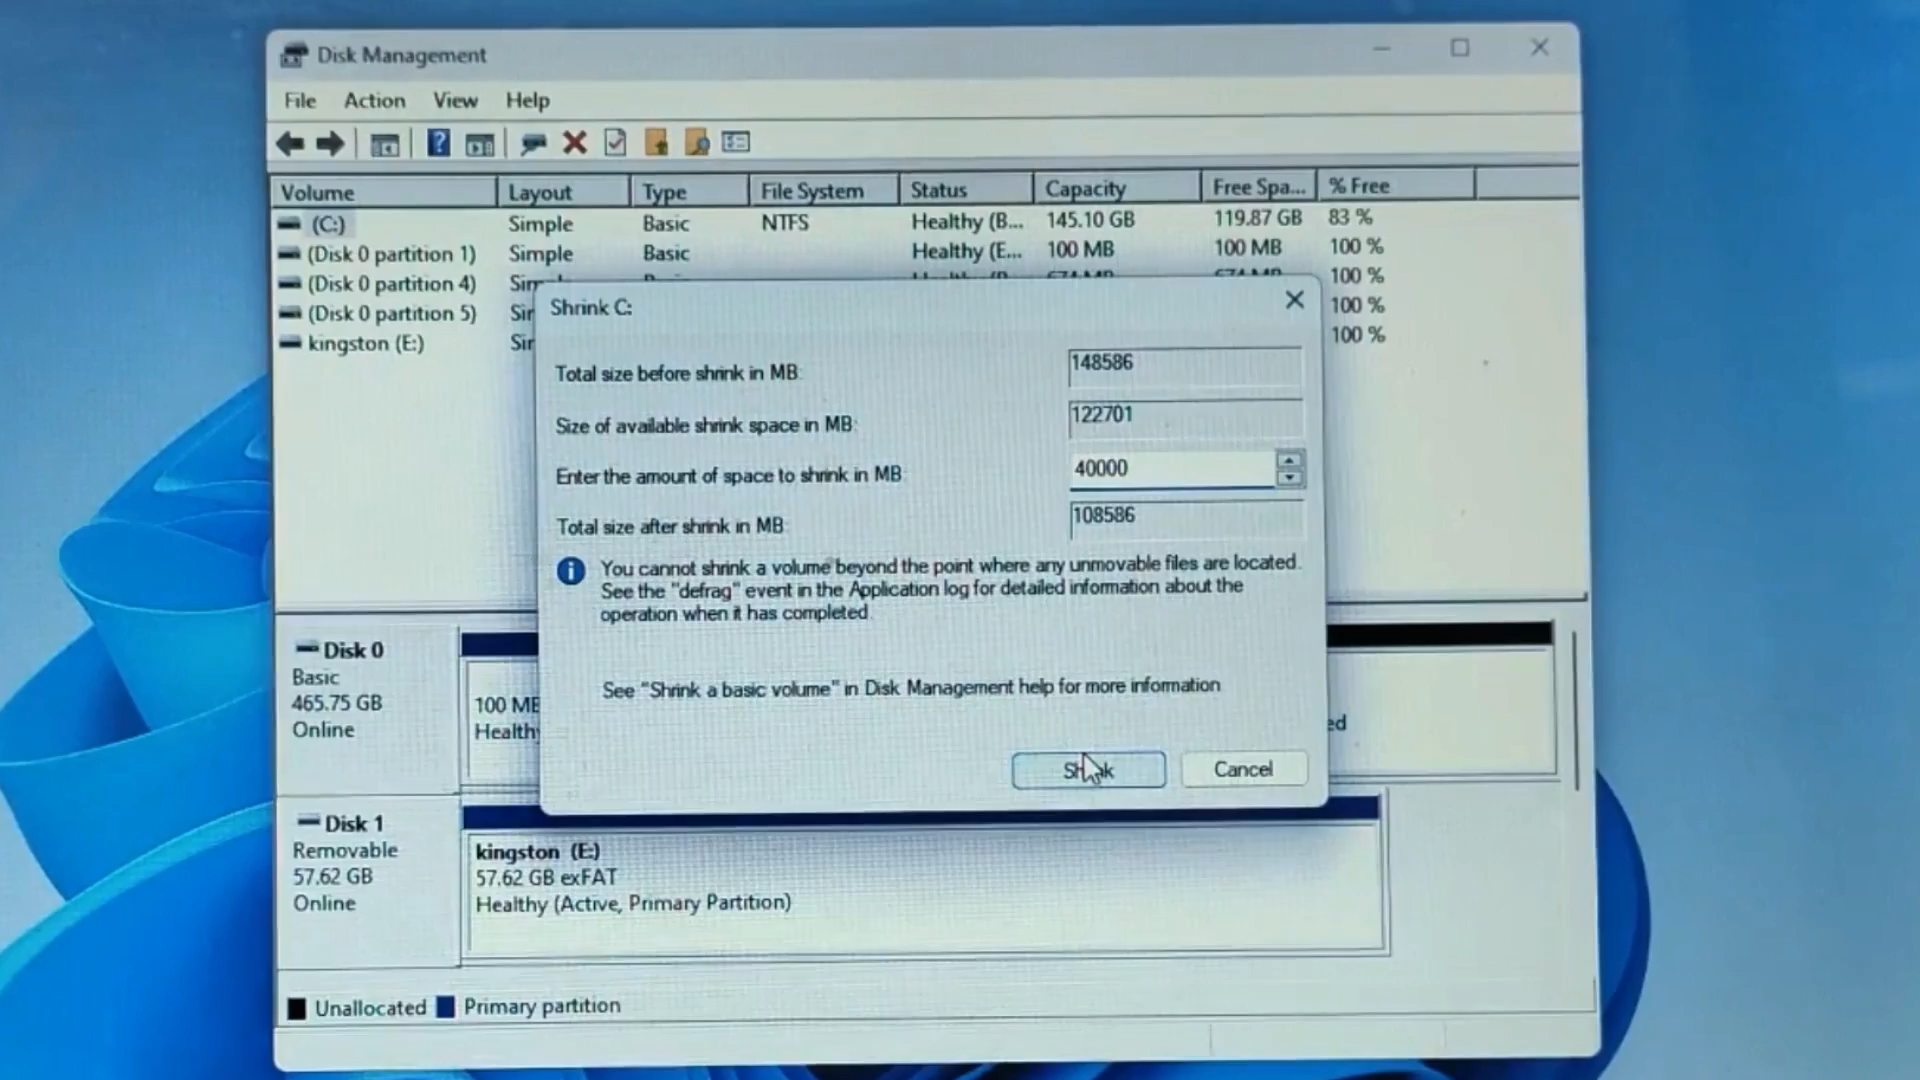 Disk Management
File Action View Help
Volume Layout Type File System Status Capacity Free Spa... % Free
(C:) Simple Basic NTFS Healthy (B... 145.10 GB 119.87 GB 83 %
(Disk 0 partition 1) Simple Basic Healthy (E... 100 MB 100 MB 100 %
(Disk 0 partition 4) 100 %
(Disk 0 partition 5) 100 %
kingston (E:) 100 %
Shrink C:
Total size before shrink in MB: 148586
Size of available shrink space in MB: 122701
Enter the amount of space to shrink in MB: 40000
Total size after shrink in MB: 108586
You cannot shrink a volume beyond the point where any unmovable files are located.
See the "defrag" event in the Application log for detailed information about the
operation when it has completed.
See "Shrink a basic volume" in Disk Management help for more information
Shrink Cancel
Disk 0
Basic
465.75 GB
Online
100 MB
Healthy
Disk 1
Removable
57.62 GB
Online
kingston (E:)
57.62 GB exFAT
Healthy (Active, Primary Partition)
Unallocated Primary partition